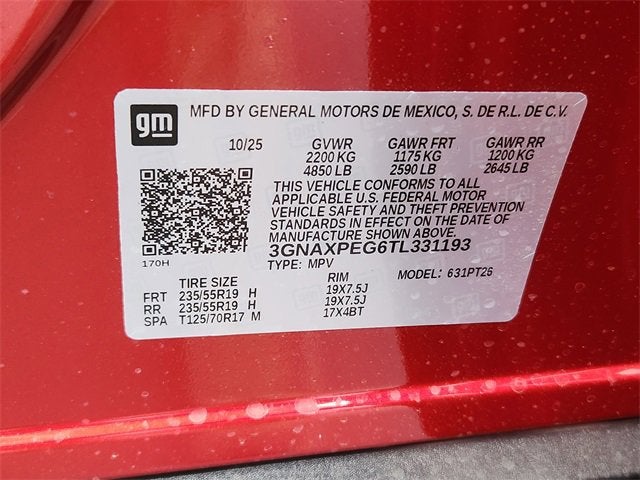 gm
MFD BY GENERAL MOTORS DE MEXICO, S. DE R.L. DE C.V.
10/25 GVWR GAWR FRT GAWR RR
2200 KG 1175 KG 1200 KG
4850 LB 2590 LB 2645 LB
THIS VEHICLE CONFORMS TO ALL
APPLICABLE U.S. FEDERAL MOTOR
VEHICLE SAFETY AND THEFT PREVENTION
STANDARDS IN EFFECT ON THE DATE OF
MANUFACTURE SHOWN ABOVE.
3GNAXPEG6TL331193
170H
TYPE: MPV MODEL: 631PT26
TIRE SIZE RIM
FRT 235/55R19 H 19X7.5J
RR 235/55R19 H 19X7.5J
SPA T125/70R17 M 17X4BT